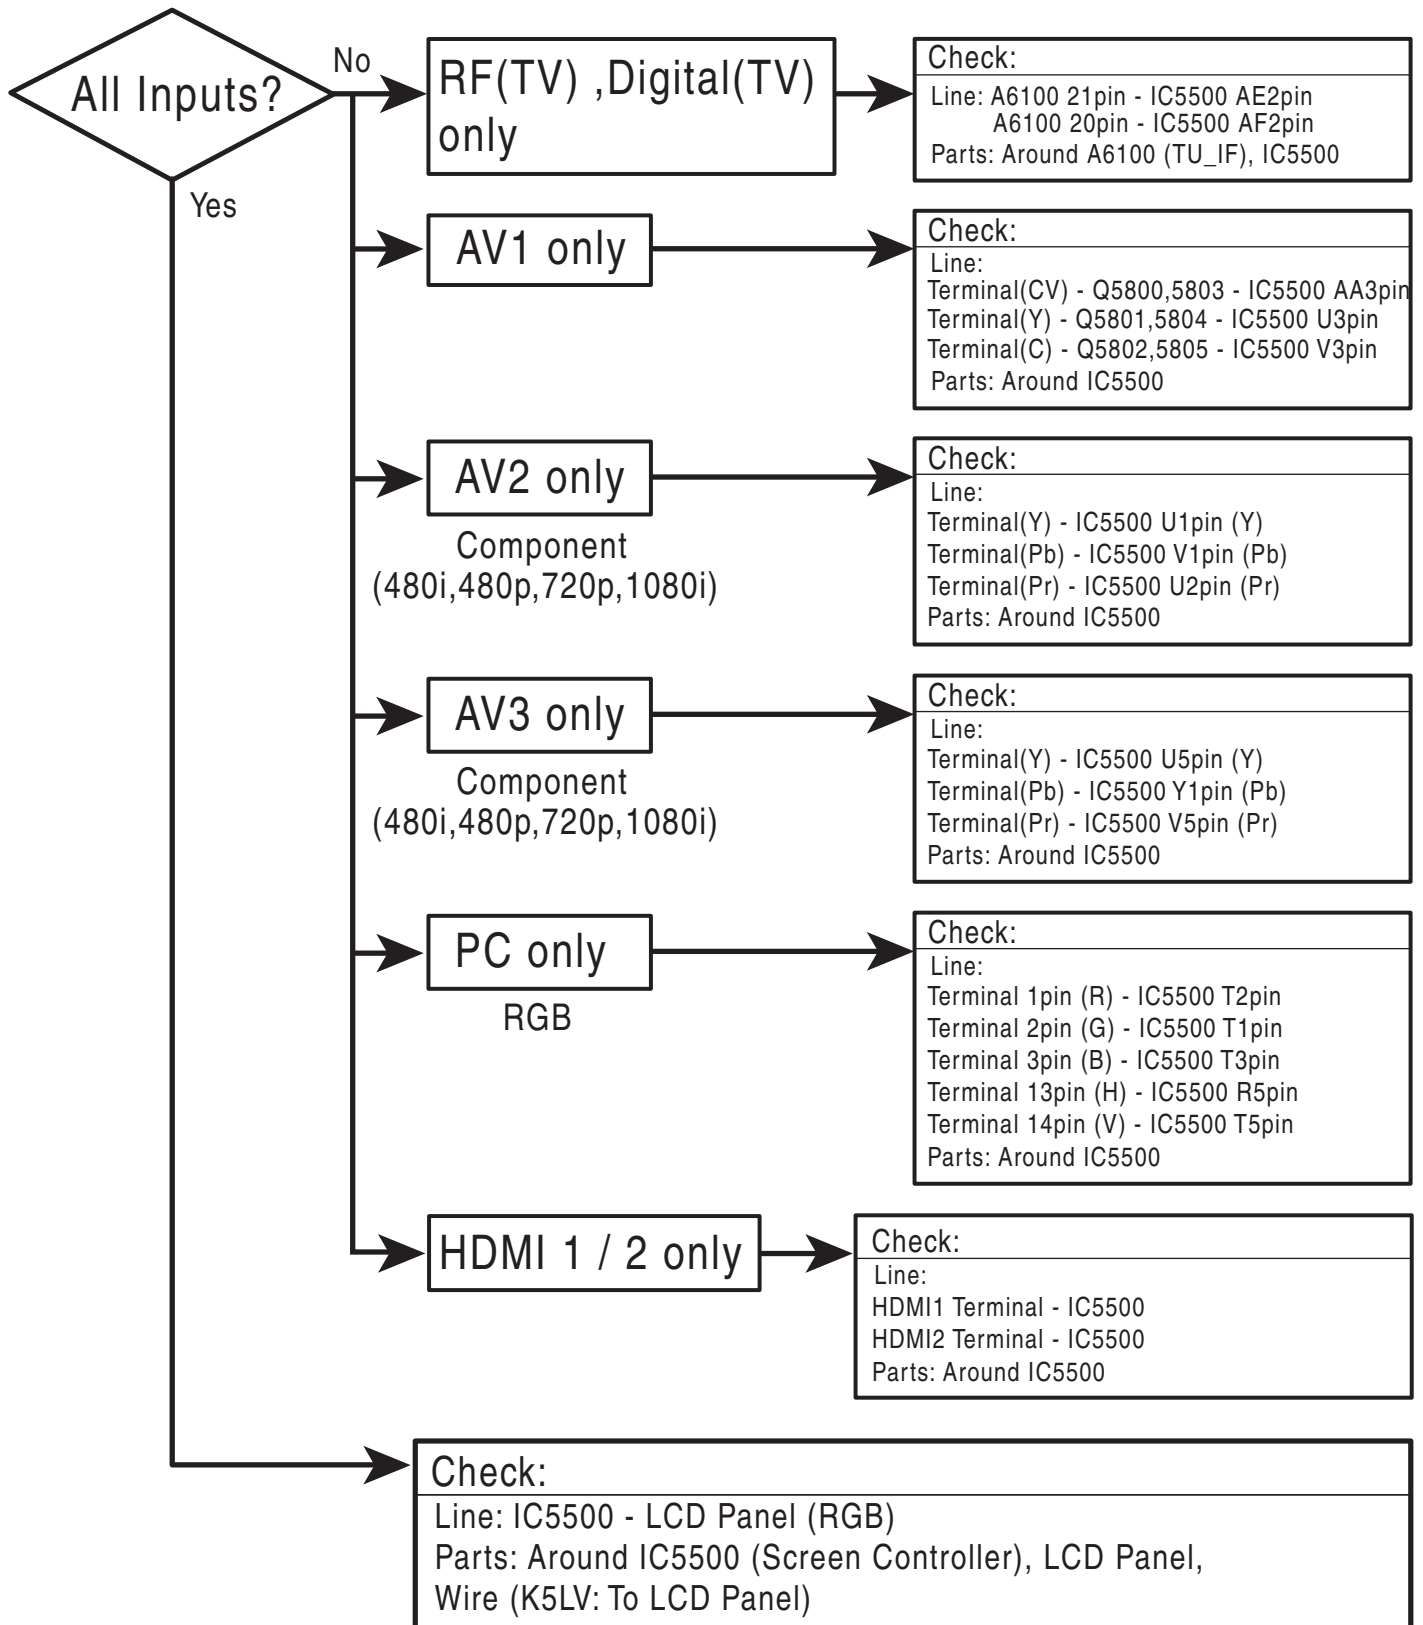 All Inputs?
No
Yes
RF(TV) ,Digital(TV)
only
Check:
Line: A6100 21pin - IC5500 AE2pin
A6100 20pin - IC5500 AF2pin
Parts: Around A6100 (TU_IF), IC5500
AV1 only
Check:
Line:
Terminal(CV) - Q5800,5803 - IC5500 AA3pin
Terminal(Y) - Q5801,5804 - IC5500 U3pin
Terminal(C) - Q5802,5805 - IC5500 V3pin
Parts: Around IC5500
AV2 only
Component
(480i,480p,720p,1080i)
Check:
Line:
Terminal(Y) - IC5500 U1pin (Y)
Terminal(Pb) - IC5500 V1pin (Pb)
Terminal(Pr) - IC5500 U2pin (Pr)
Parts: Around IC5500
AV3 only
Component
(480i,480p,720p,1080i)
Check:
Line:
Terminal(Y) - IC5500 U5pin (Y)
Terminal(Pb) - IC5500 Y1pin (Pb)
Terminal(Pr) - IC5500 V5pin (Pr)
Parts: Around IC5500
PC only
RGB
Check:
Line:
Terminal 1pin (R) - IC5500 T2pin
Terminal 2pin (G) - IC5500 T1pin
Terminal 3pin (B) - IC5500 T3pin
Terminal 13pin (H) - IC5500 R5pin
Terminal 14pin (V) - IC5500 T5pin
Parts: Around IC5500
HDMI 1 / 2 only
Check:
Line:
HDMI1 Terminal - IC5500
HDMI2 Terminal - IC5500
Parts: Around IC5500
Check:
Line: IC5500 - LCD Panel (RGB)
Parts: Around IC5500 (Screen Controller), LCD Panel,
Wire (K5LV: To LCD Panel)